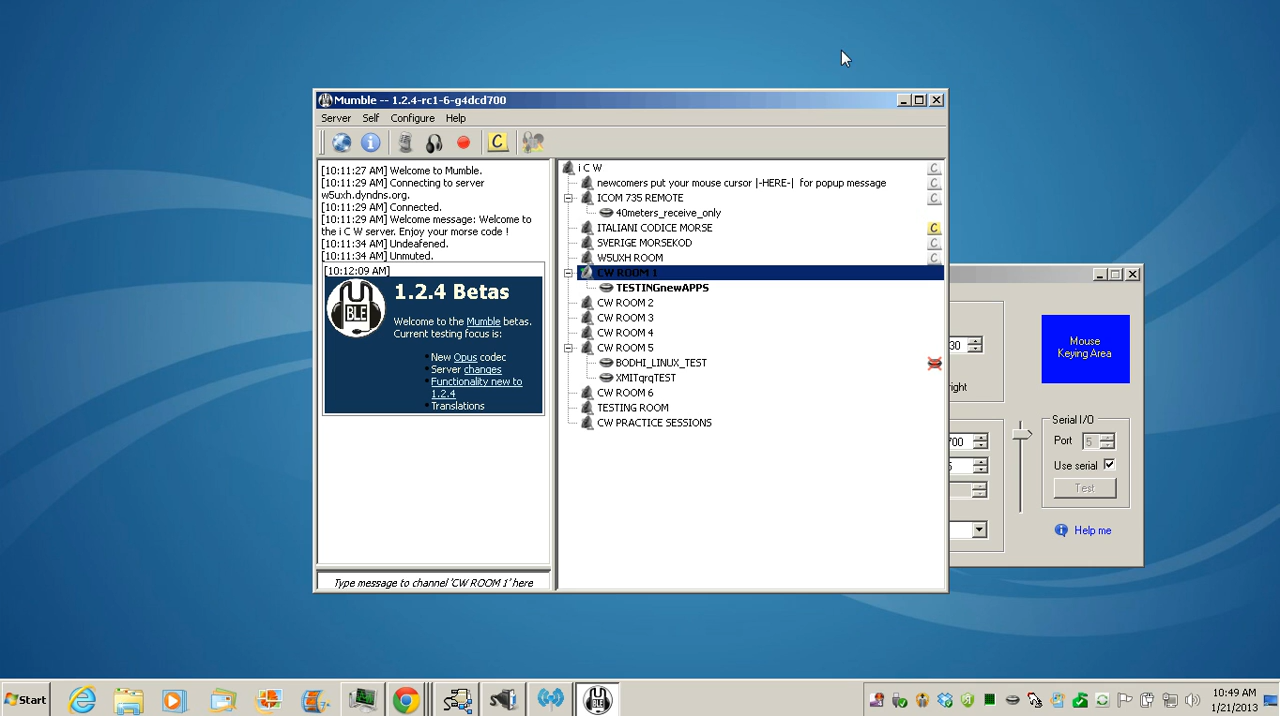 Mumble -- 1.2.4-rc1-6-g4dcd700
Server Self Configure Help
C
[10:11:27 AM] Welcome to Mumble.
[10:11:29 AM] Connecting to server
w5uxh.dyndns.org.
[10:11:29 AM] Connected.
[10:11:29 AM] Welcome message: Welcome to
the i C W server. Enjoy your morse code !
[10:11:34 AM] Undeafened.
[10:11:34 AM] Unmuted.
[10:12:09 AM]
BLE
1.2.4 Betas
Welcome to the Mumble betas.
Current testing focus is:
New Opus codec
Server changes
Functionality new to
1.2.4
Translations
Type message to channel 'CW ROOM 1' here
i C W C
newcomers put your mouse cursor |-HERE-| for popup message C
ICOM 735 REMOTE C
40meters_receive_only
ITALIANI CODICE MORSE C
SVERIGE MORSEKOD C
W5UXH ROOM C
CW ROOM 1
TESTINGnewAPPS
CW ROOM 2
CW ROOM 3
CW ROOM 4
CW ROOM 5
BODHI_LINUX_TEST
XMITqrqTEST
CW ROOM 6
TESTING ROOM
CW PRACTICE SESSIONS
30
Mouse
Keying Area
ight
Serial I/O
700
Port 5
5
Use serial
Test
Help me
Start
BLE
10:49 AM
1/21/2013